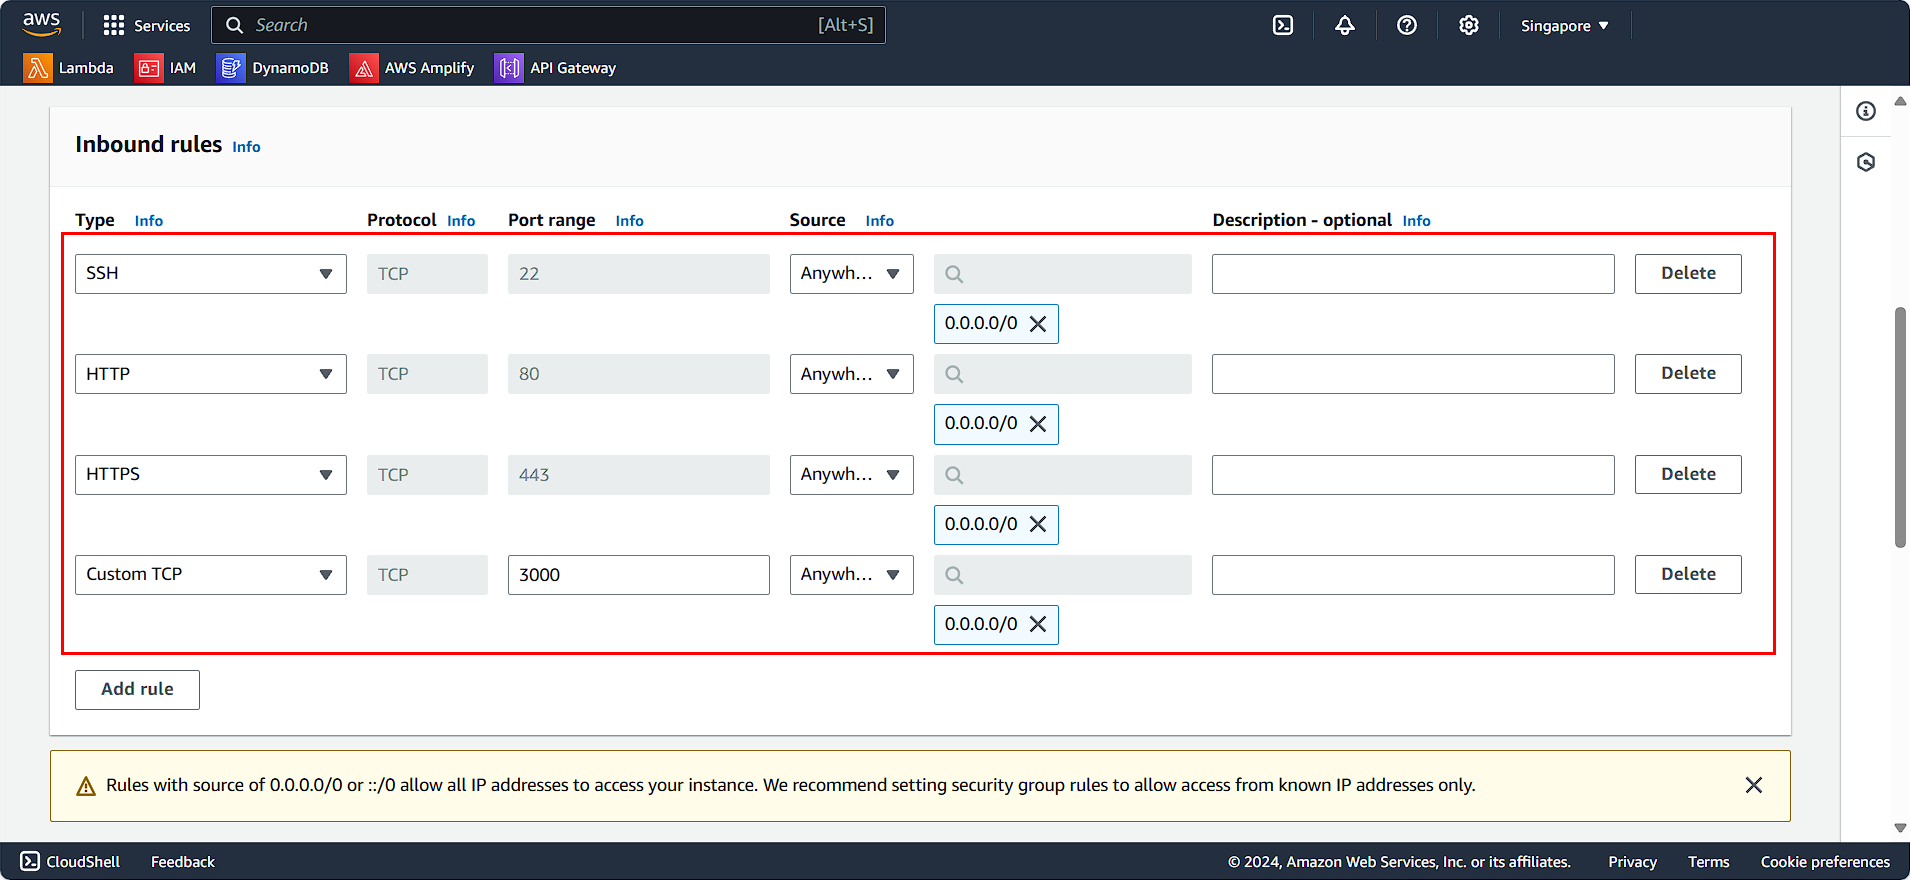 aws Services Search [Alt+S] Singapore
Lambda IAM DynamoDB AWS Amplify API Gateway
Inbound rules Info
Type Info Protocol Info Port range Info Source Info Description - optional Info
SSH TCP 22 Anywh... Delete
0.0.0.0/0
HTTP TCP 80 Anywh... Delete
0.0.0.0/0
HTTPS TCP 443 Anywh... Delete
0.0.0.0/0
Custom TCP TCP 3000 Anywh... Delete
0.0.0.0/0
Add rule
Rules with source of 0.0.0.0/0 or ::/0 allow all IP addresses to access your instance. We recommend setting security group rules to allow access from known IP addresses only.
CloudShell Feedback © 2024, Amazon Web Services, Inc. or its affiliates. Privacy Terms Cookie preferences